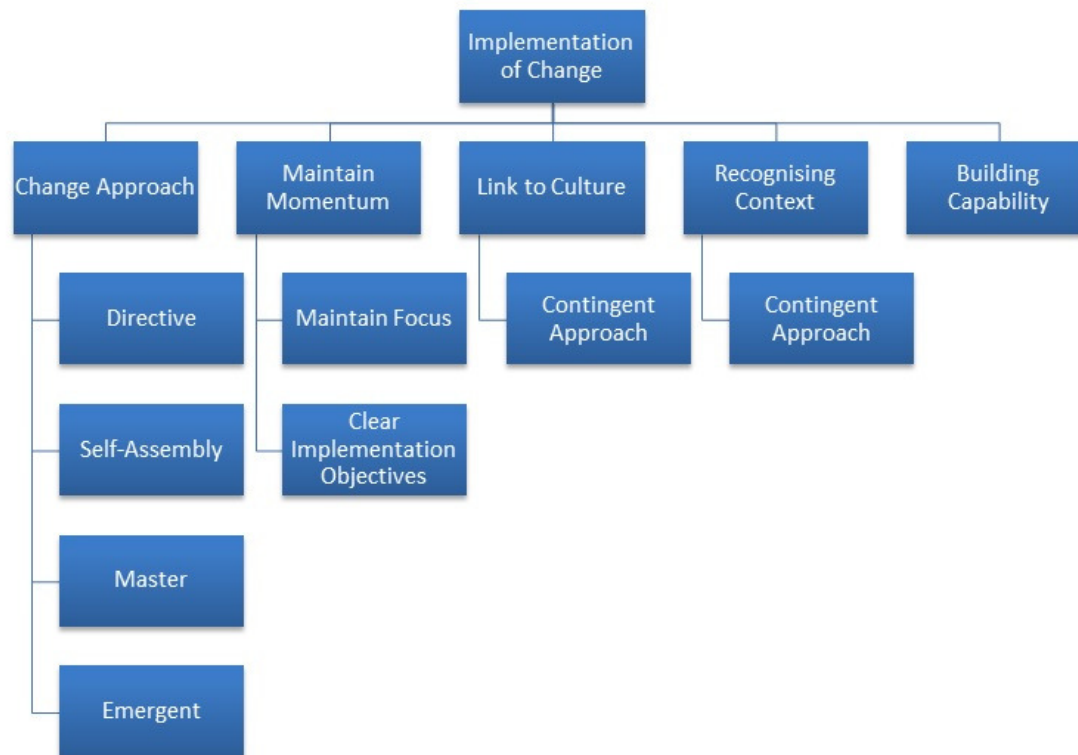 Implementation
of Change
Change Approach
Maintain
Momentum
Link to Culture
Recognising
Context
Building
Capability
Directive
Maintain Focus
Contingent
Approach
Contingent
Approach
Self-Assembly
Clear
Implementation
Objectives
Master
Emergent